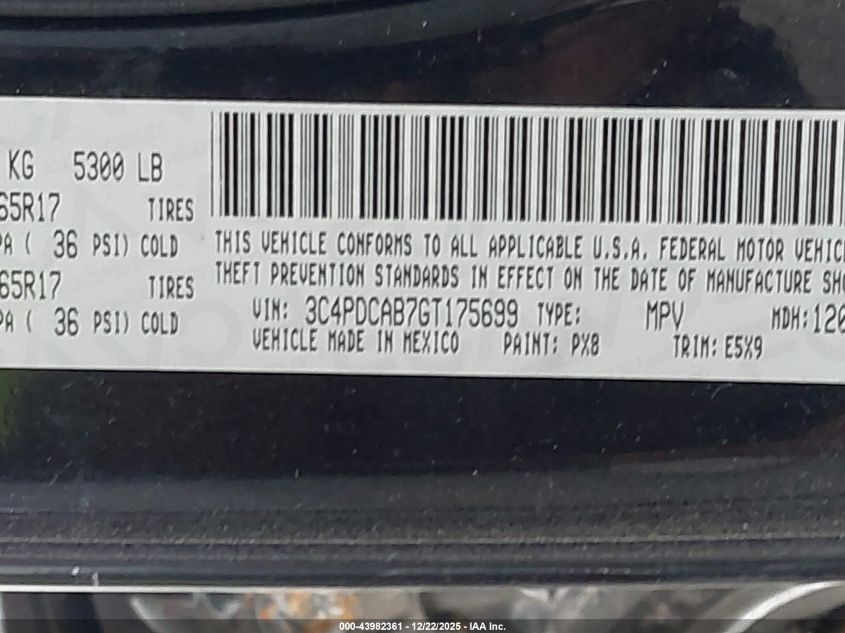 KG 5300 LB
65R17 TIRES
PA ( 36 PSI) COLD
65R17 TIRES
PA ( 36 PSI) COLD
THIS VEHICLE CONFORMS TO ALL APPLICABLE U.S.A. FEDERAL MOTOR VEHICL
THEFT PREVENTION STANDARDS IN EFFECT ON THE DATE OF MANUFACTURE SHO
VIN: 3C4PDCAB7GT175699 TYPE: MPV MDH: 120
VEHICLE MADE IN MEXICO PAINT: PX8 TRIM: E5X9
000-43982361 - 12/22/2025 - IAA Inc.